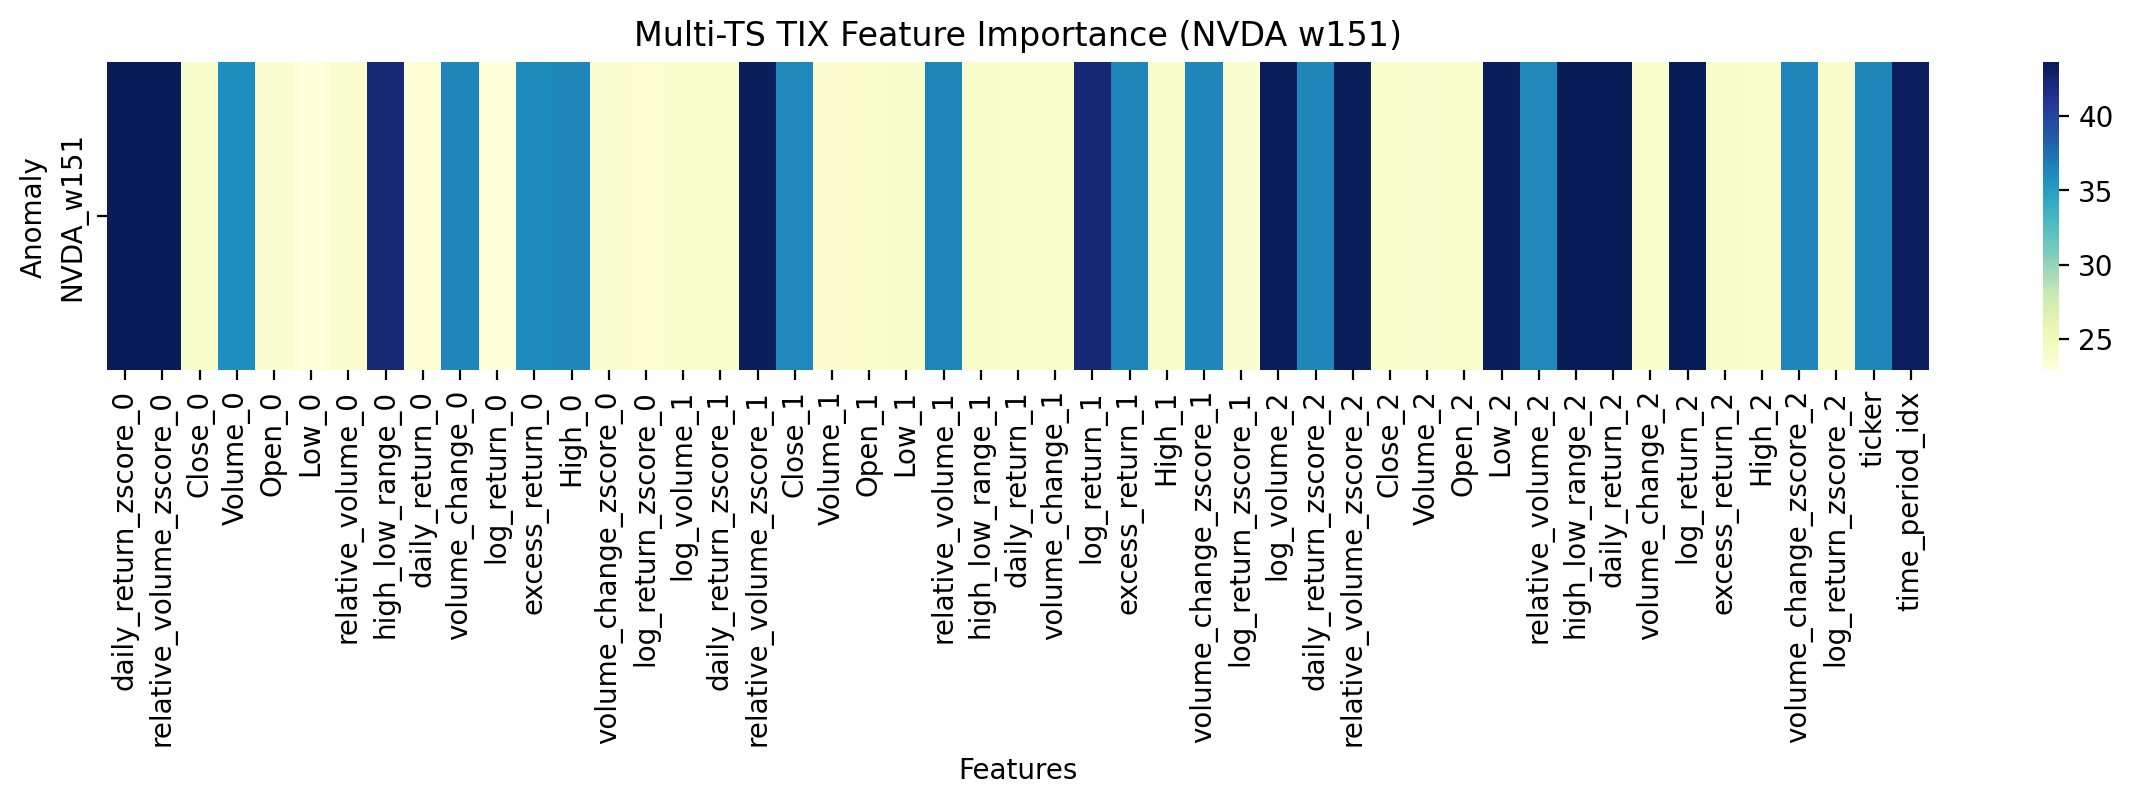 Multi-TS TIX Feature Importance (NVDA w151)
Anomaly
NVDA_w151
40
35
30
25
daily_return_zscore_0
relative_volume_zscore_0
Close_0
Volume_0
Open_0
Low_0
relative_volume_0
high_low_range_0
daily_return_0
volume_change_0
log_return_0
excess_return_0
High_0
volume_change_zscore_0
log_return_zscore_0
log_volume_1
daily_return_zscore_1
relative_volume_zscore_1
Close_1
Volume_1
Open_1
Low_1
relative_volume_1
high_low_range_1
daily_return_1
volume_change_1
log_return_1
excess_return_1
High_1
volume_change_zscore_1
log_return_zscore_1
log_volume_2
daily_return_zscore_2
relative_volume_zscore_2
Close_2
Volume_2
Open_2
Low_2
relative_volume_2
high_low_range_2
daily_return_2
volume_change_2
log_return_2
excess_return_2
High_2
volume_change_zscore_2
log_return_zscore_2
ticker
time_period_idx
Features